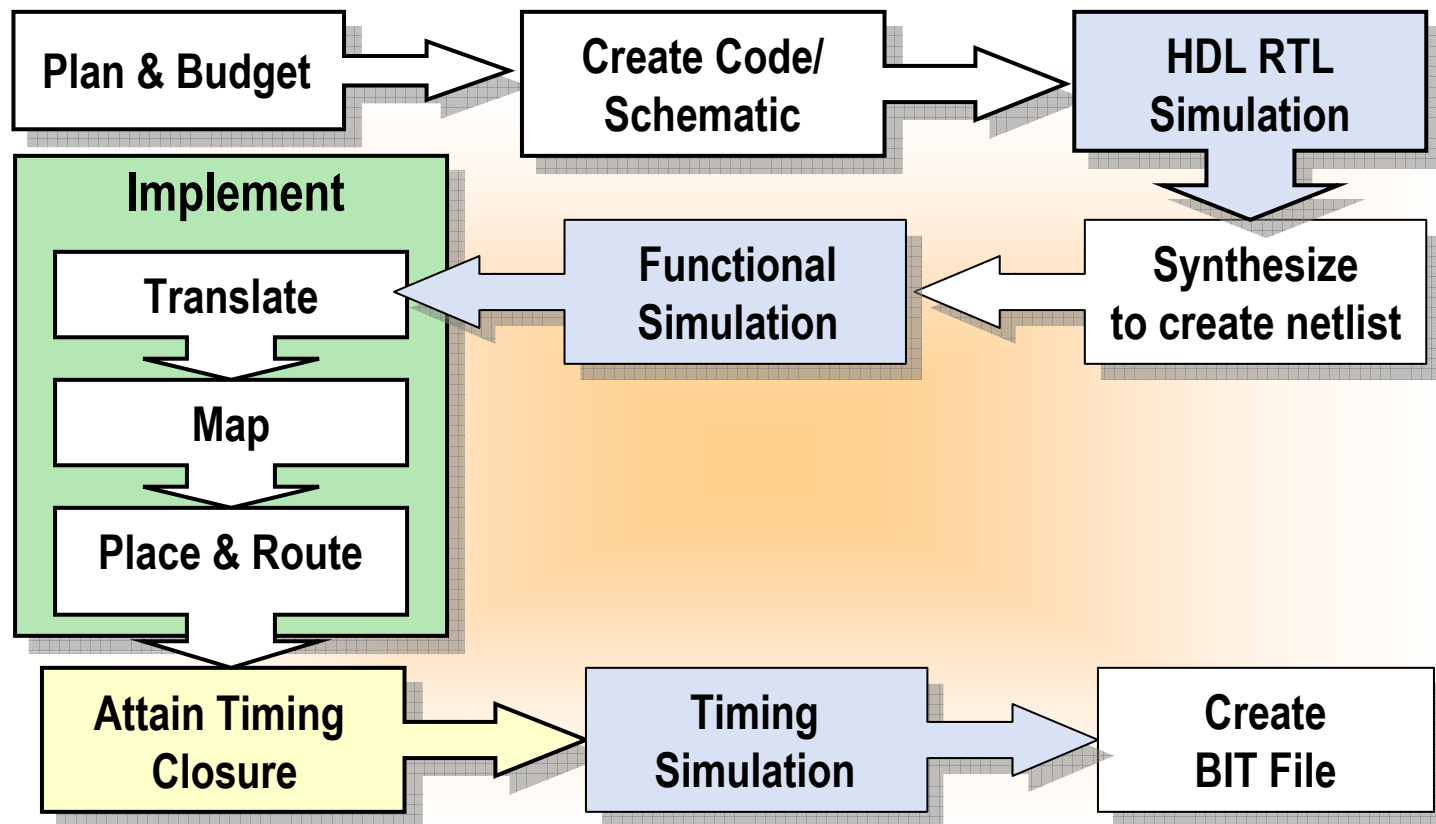 Plan & Budget
Create Code/
Schematic
HDL RTL
Simulation
Synthesize
to create netlist
Functional
Simulation
Implement
Translate
Map
Place & Route
Attain Timing
Closure
Timing
Simulation
Create
BIT File